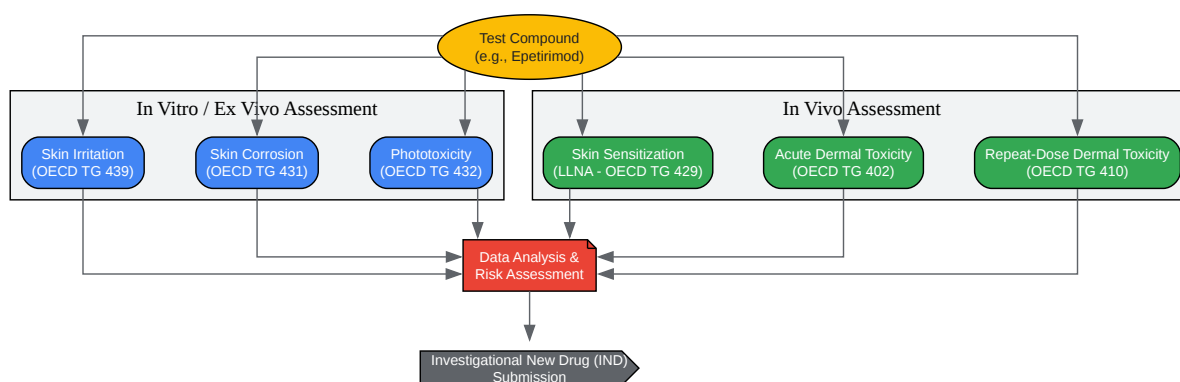 Test Compound
(e.g., Epetirimod)
In Vitro / Ex Vivo Assessment
In Vivo Assessment
Skin Irritation
(OECD TG 439)
Skin Corrosion
(OECD TG 431)
Phototoxicity
(OECD TG 432)
Skin Sensitization
(LLNA - OECD TG 429)
Acute Dermal Toxicity
(OECD TG 402)
Repeat-Dose Dermal Toxicity
(OECD TG 410)
Data Analysis &
Risk Assessment
Investigational New Drug (IND)
Submission